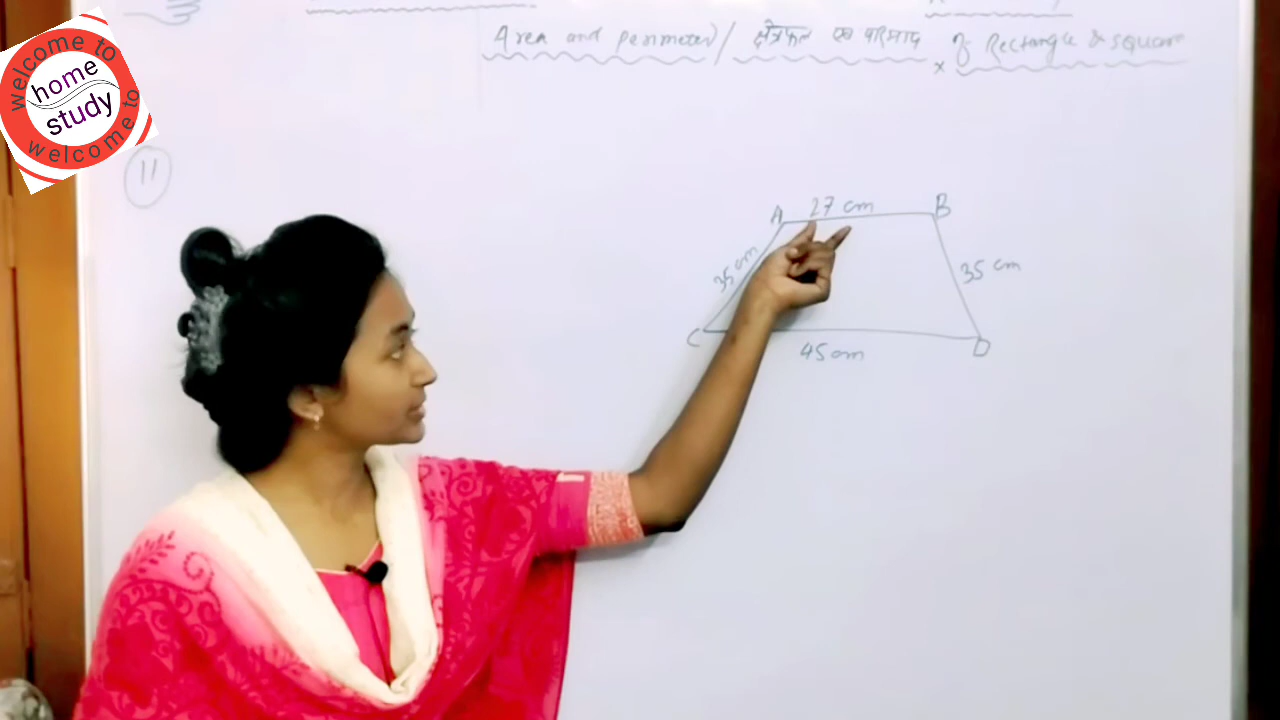 welcome to
home
study
welcome to
Area and perimeter/ क्षेत्रफल एवं परिमाप of Rectangle & square
11
A 27 cm B
35 cm
35 cm
C
45 cm
D